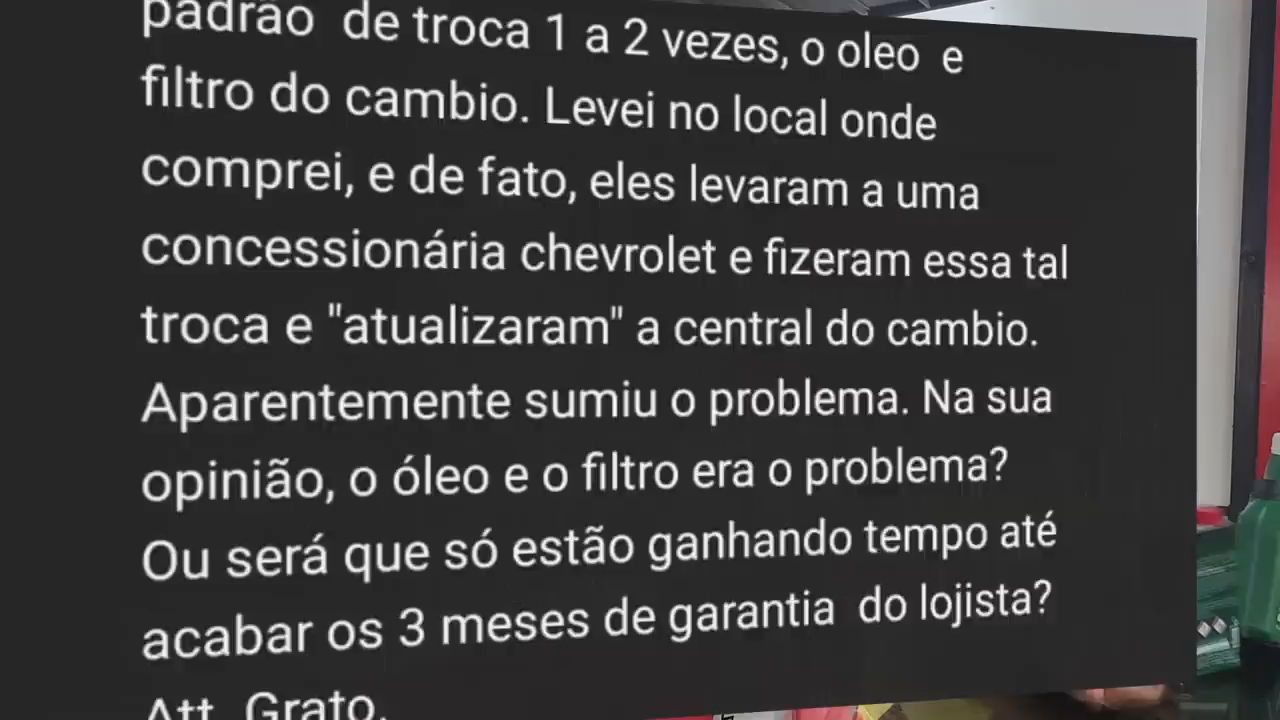 padrão de troca 1 a 2 vezes, o oleo e
filtro do cambio. Levei no local onde
comprei, e de fato, eles levaram a uma
concessionária chevrolet e fizeram essa tal
troca e "atualizaram" a central do cambio.
Aparentemente sumiu o problema. Na sua
opinião, o óleo e o filtro era o problema?
Ou será que só estão ganhando tempo até
acabar os 3 meses de garantia do lojista?
Att. Grato.